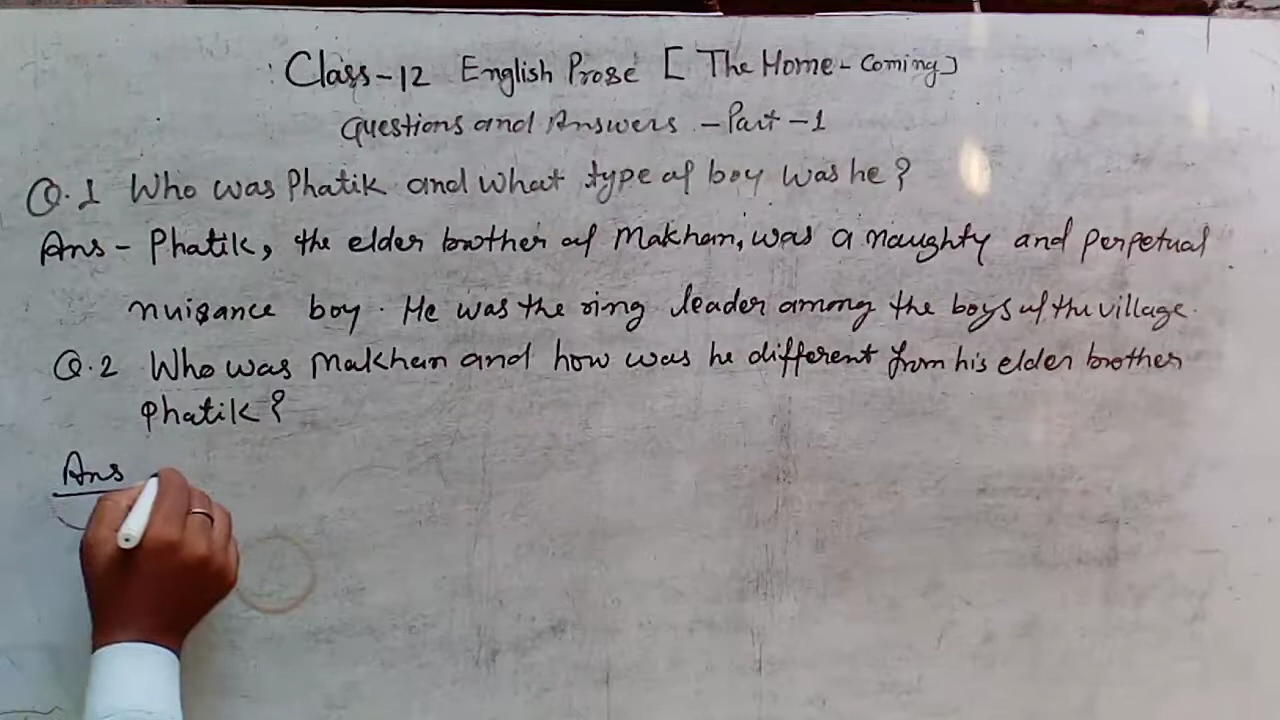 Class-12 English Prose [The Home-Coming]
Questions and Answers - Part-1
Q.1 Who was Phatik and what type of boy was he?
Ans- Phatik, the elder brother of Makhan, was a naughty and perpetual
nuisance boy. He was the ring leader among the boys of the village.
Q.2 Who was Makhan and how was he different from his elder brother
Phatik?
Ans